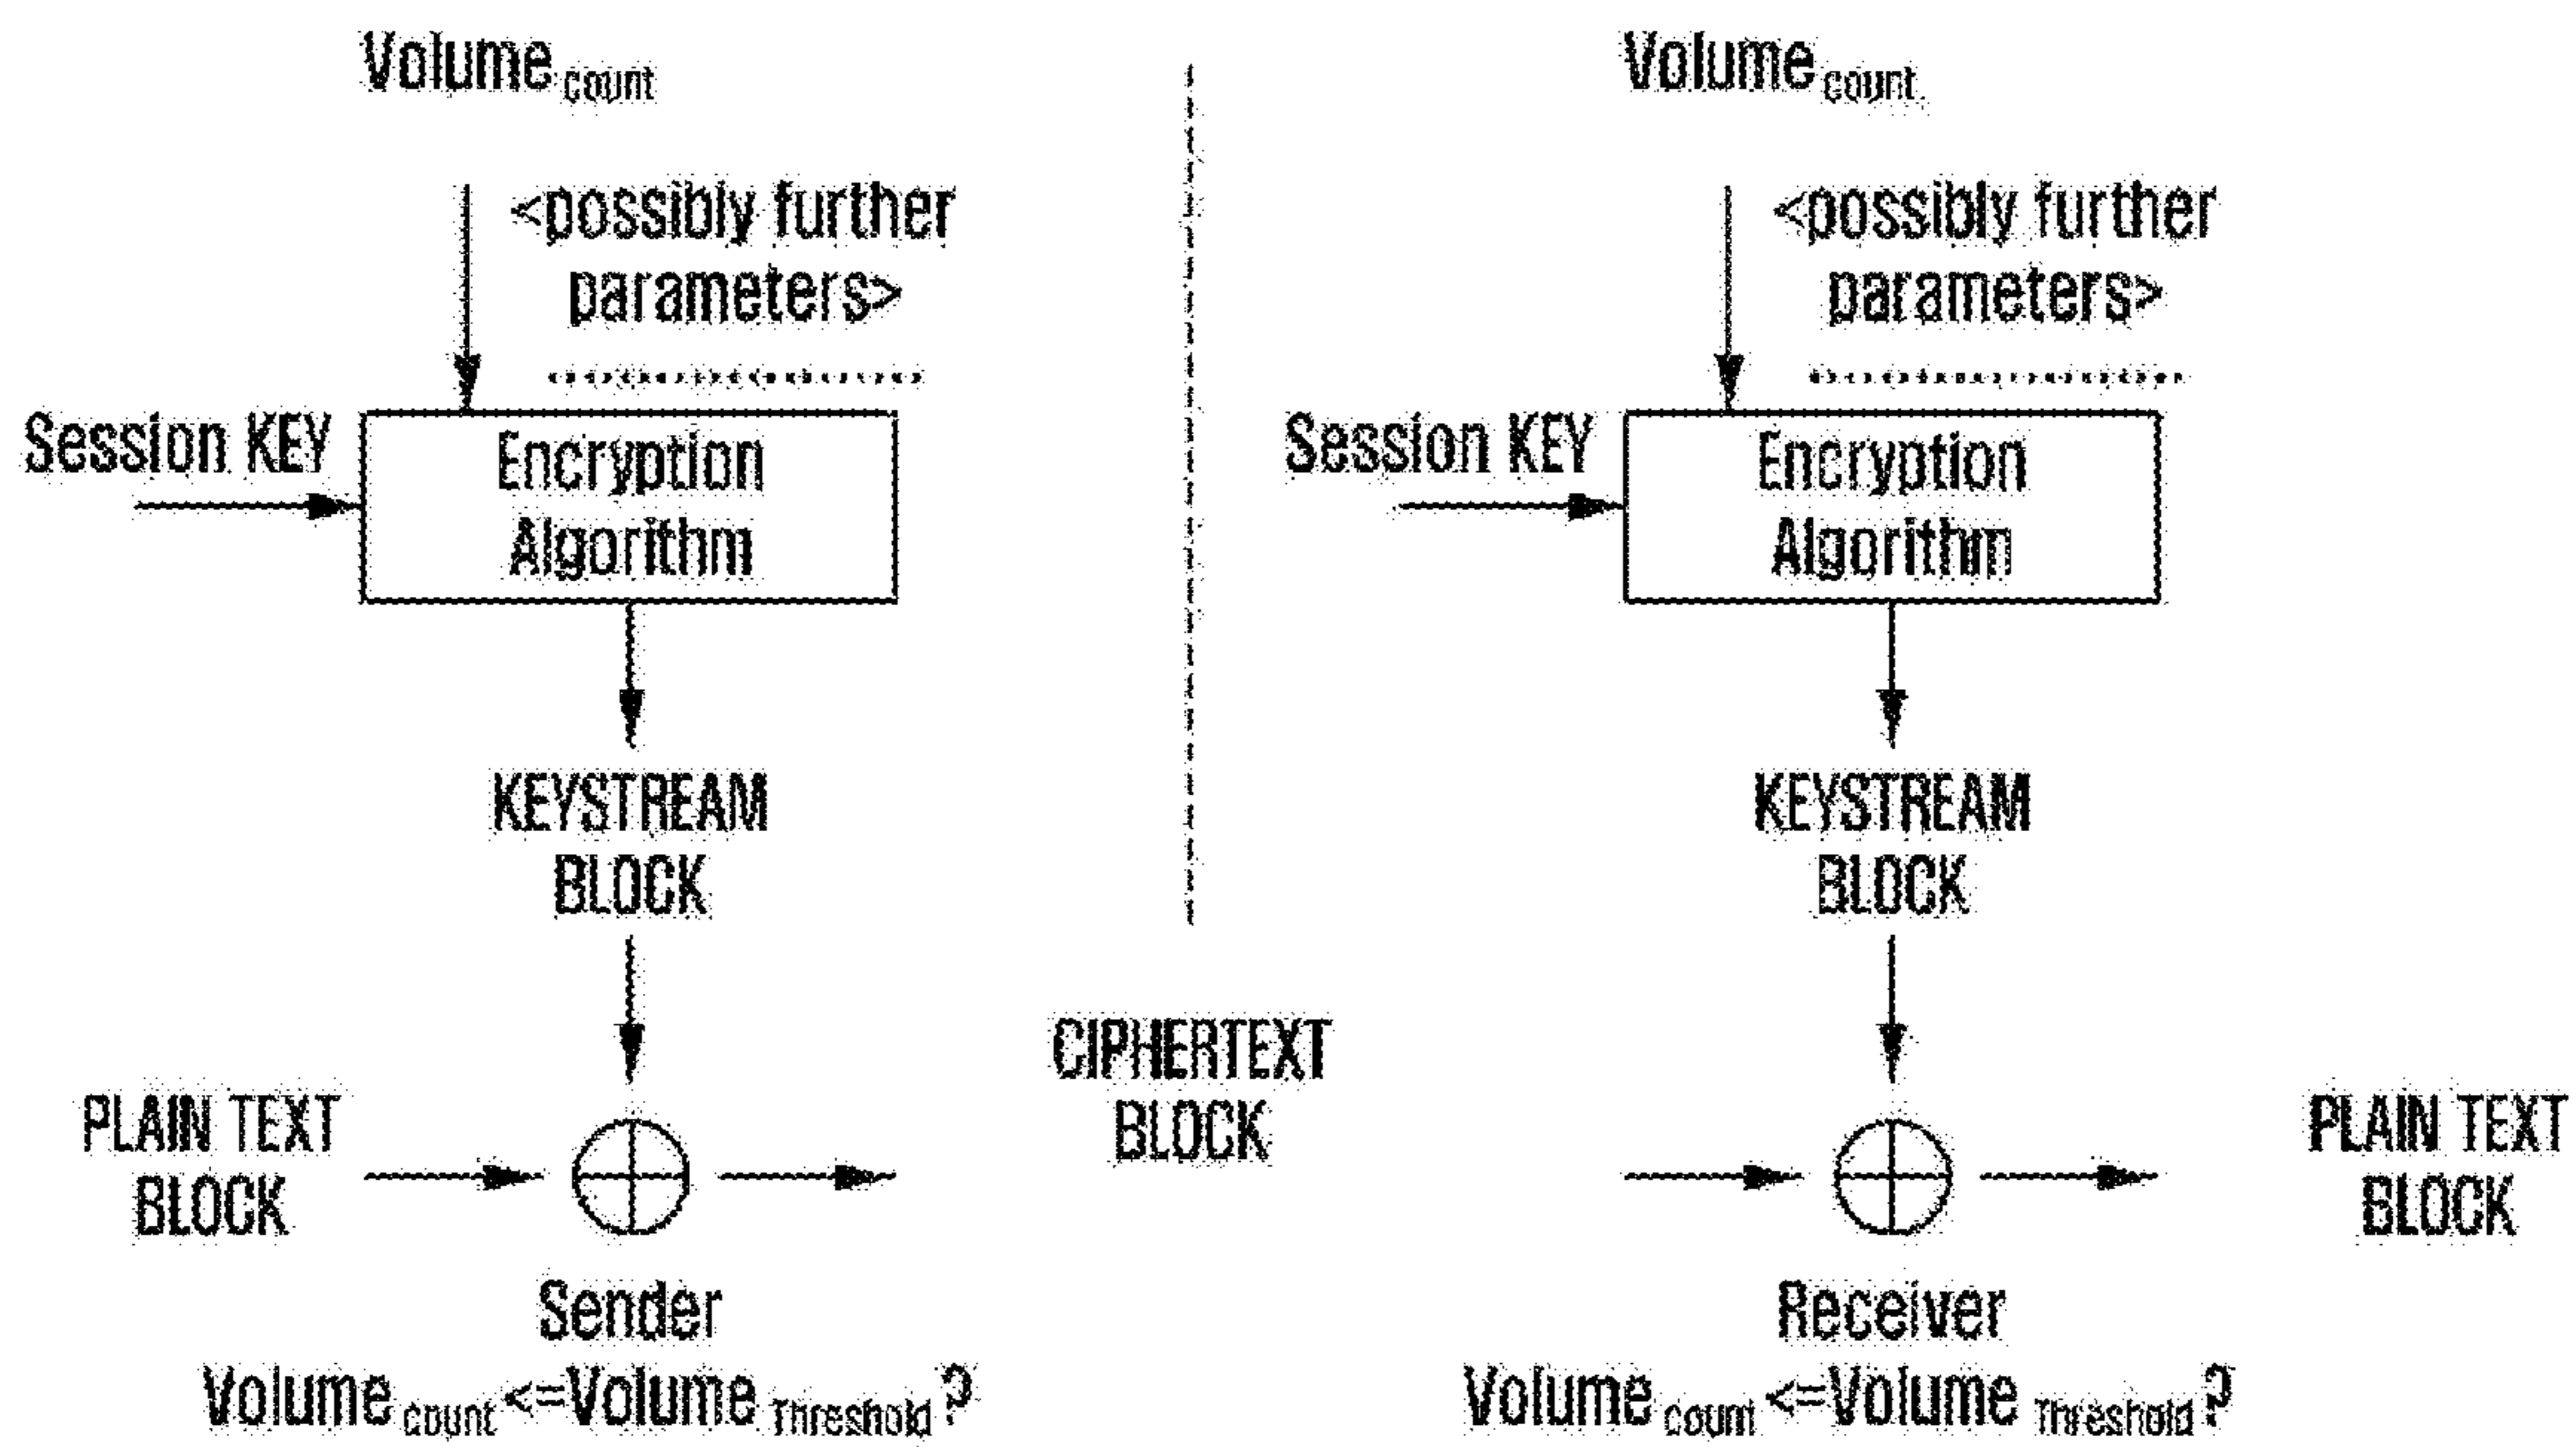 Volume count
<possibly further
parameters>
Session KEY
Encryption
Algorithm
KEYSTREAM
BLOCK
PLAIN TEXT
BLOCK
Sender
Volume count <=Volume Threshold?
CIPHERTEXT
BLOCK
Volume count
<possibly further
parameters>
Session KEY
Encryption
Algorithm
KEYSTREAM
BLOCK
PLAIN TEXT
BLOCK
Receiver
Volume count <=Volume Threshold?